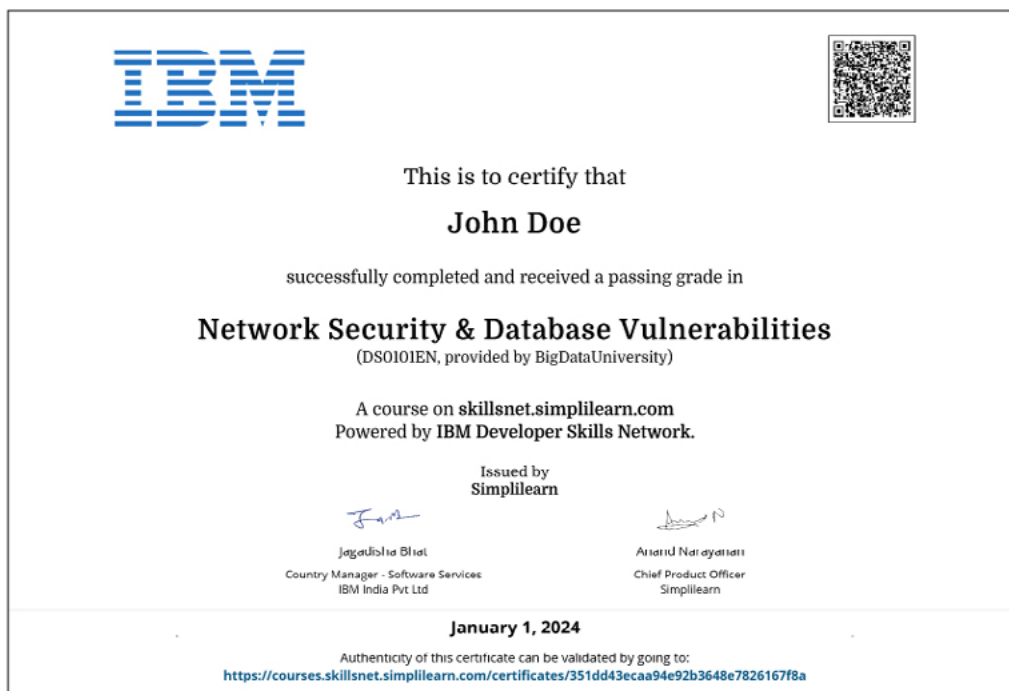 IBM
This is to certify that
John Doe
successfully completed and received a passing grade in
Network Security & Database Vulnerabilities
(DS0101EN, provided by BigDataUniversity)
A course on skillsnet.simplilearn.com
Powered by IBM Developer Skills Network.
Issued by
Simplilearn
Jagadisha Bhat
Anand Narayanan
Country Manager - Software Services
Chief Product Officer
IBM India Pvt Ltd
Simplilearn
January 1, 2024
Authenticity of this certificate can be validated by going to:
https://courses.skillsnet.simplilearn.com/certificates/351dd43ecaa94e92b3648e7826167f8a